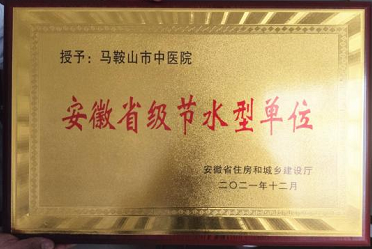 授予：马鞍山市中医院
安徽省级节水型单位
安徽省住房和城乡建设厅
二〇二一年十二月